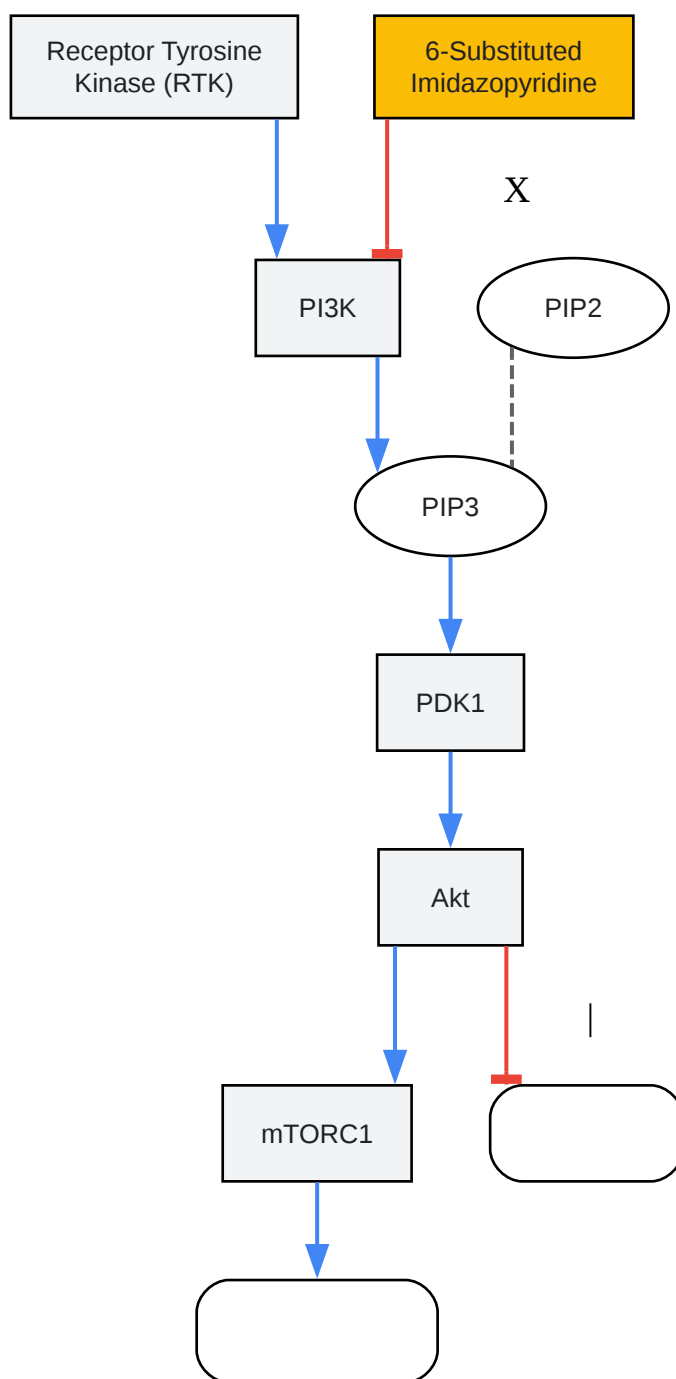 Receptor Tyrosine
Kinase (RTK)
6-Substituted
Imidazopyridine
X
PI3K
PIP2
PIP3
PDK1
Akt
|
mTORC1